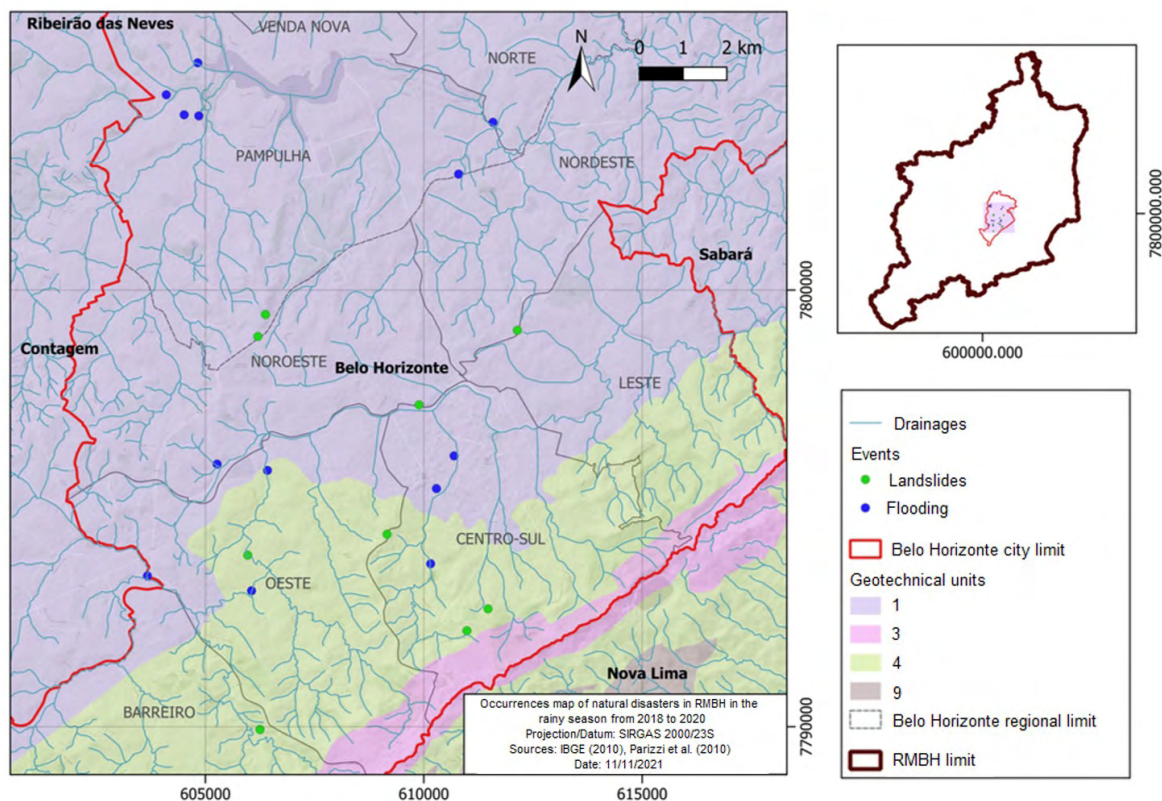 Ribeirão das Neves
VENDA NOVA
N
0 1 2 km
NORTE
PAMPULHA
NORDESTE
Sabará
7800000
Contagem
NOROESTE
Belo Horizonte
LESTE
CENTRO-SUL
OESTE
Nova Lima
BARREIRO
7790000
Occurrences map of natural disasters in RMBH in the
rainy season from 2018 to 2020
Projection/Datum: SIRGAS 2000/23S
Sources: IBGE (2010), Parizzi et al. (2010)
Date: 11/11/2021
605000
610000
615000
7800000.000
600000.000
Drainages
Events
Landslides
Flooding
Belo Horizonte city limit
Geotechnical units
1
3
4
9
Belo Horizonte regional limit
RMBH limit